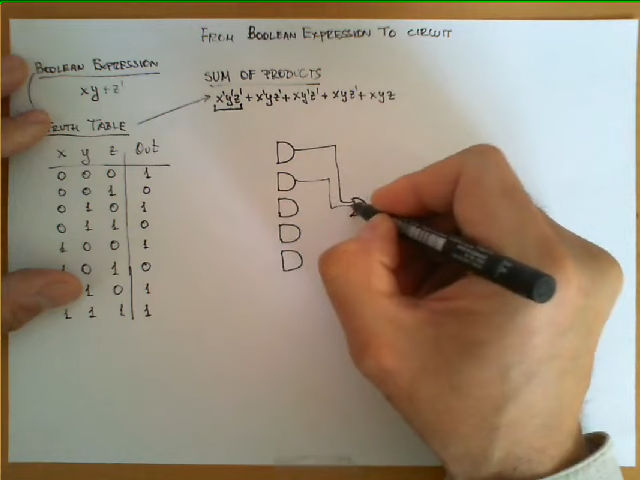 FROM BOOLEAN EXPRESSION TO CIRCUIT
BOOLEAN EXPRESSION
xy + z'
SUM OF PRODUCTS
x'y'z' + x'yz' + xy'z' + xyz' + xyz
TRUTH TABLE
x y z Out
0 0 0 1
0 0 1 0
0 1 0 1
0 1 1 0
1 0 0 1
1 0 1 0
1 0 1
1 1 1 1